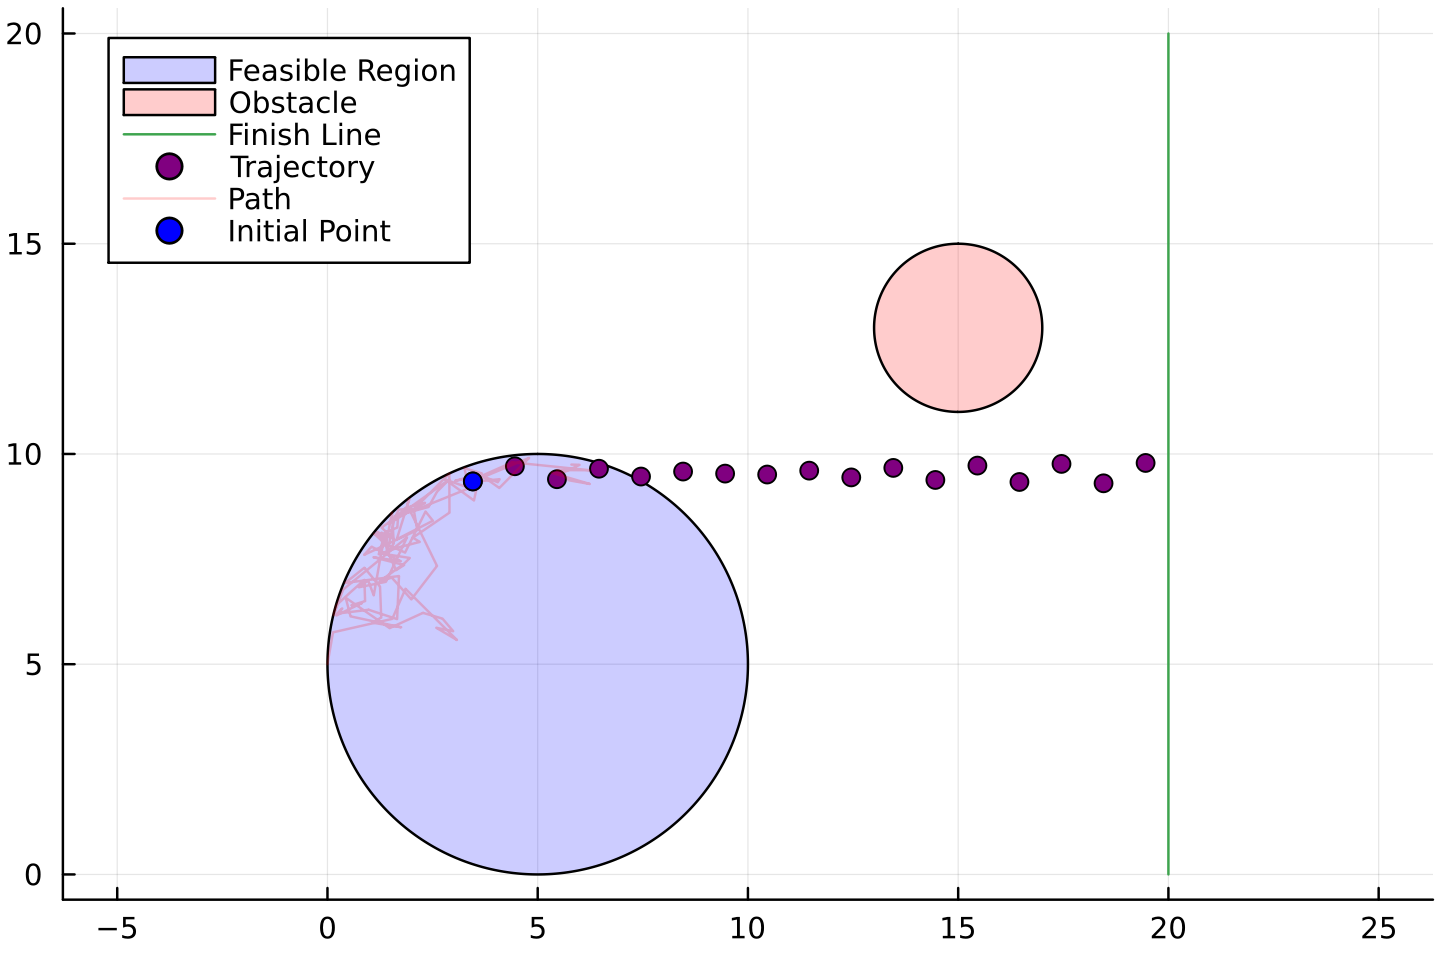 20
15
10
5
0
Feasible Region
Obstacle
Finish Line
Trajectory
Path
Initial Point
−5 0 5 10 15 20 25